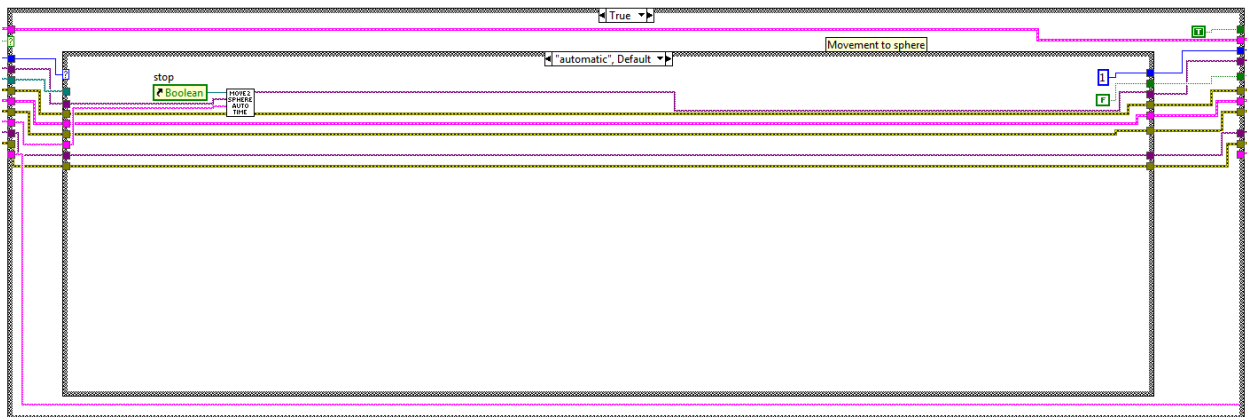 True
T
Movement to sphere
"automatic", Default
?
?
stop
Boolean
MOVE2
SPHERE
AUTO
TIME
1
F